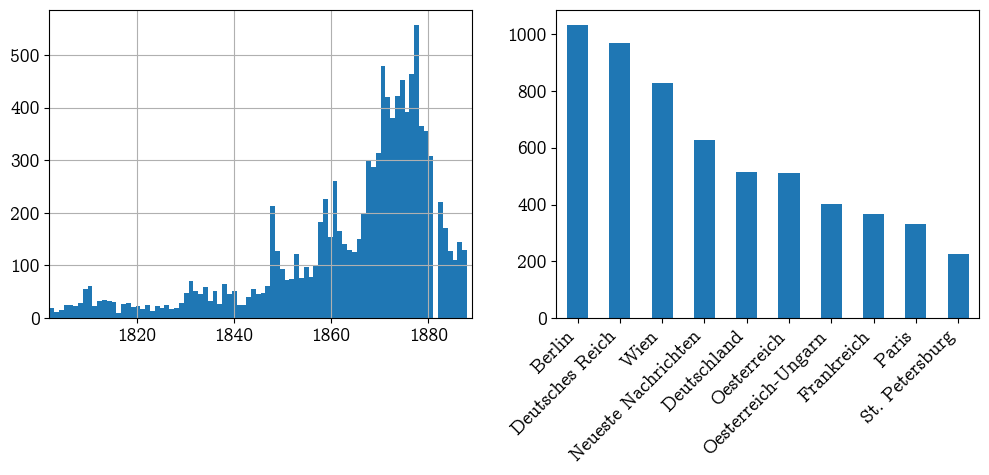 500
400
300
200
100
0
1820 1840 1860 1880
1000
800
600
400
200
0
Berlin
Deutsches Reich
Wien
Neueste Nachrichten
Deutschland
Oesterreich
Oesterreich-Ungarn
Frankreich
Paris
St. Petersburg